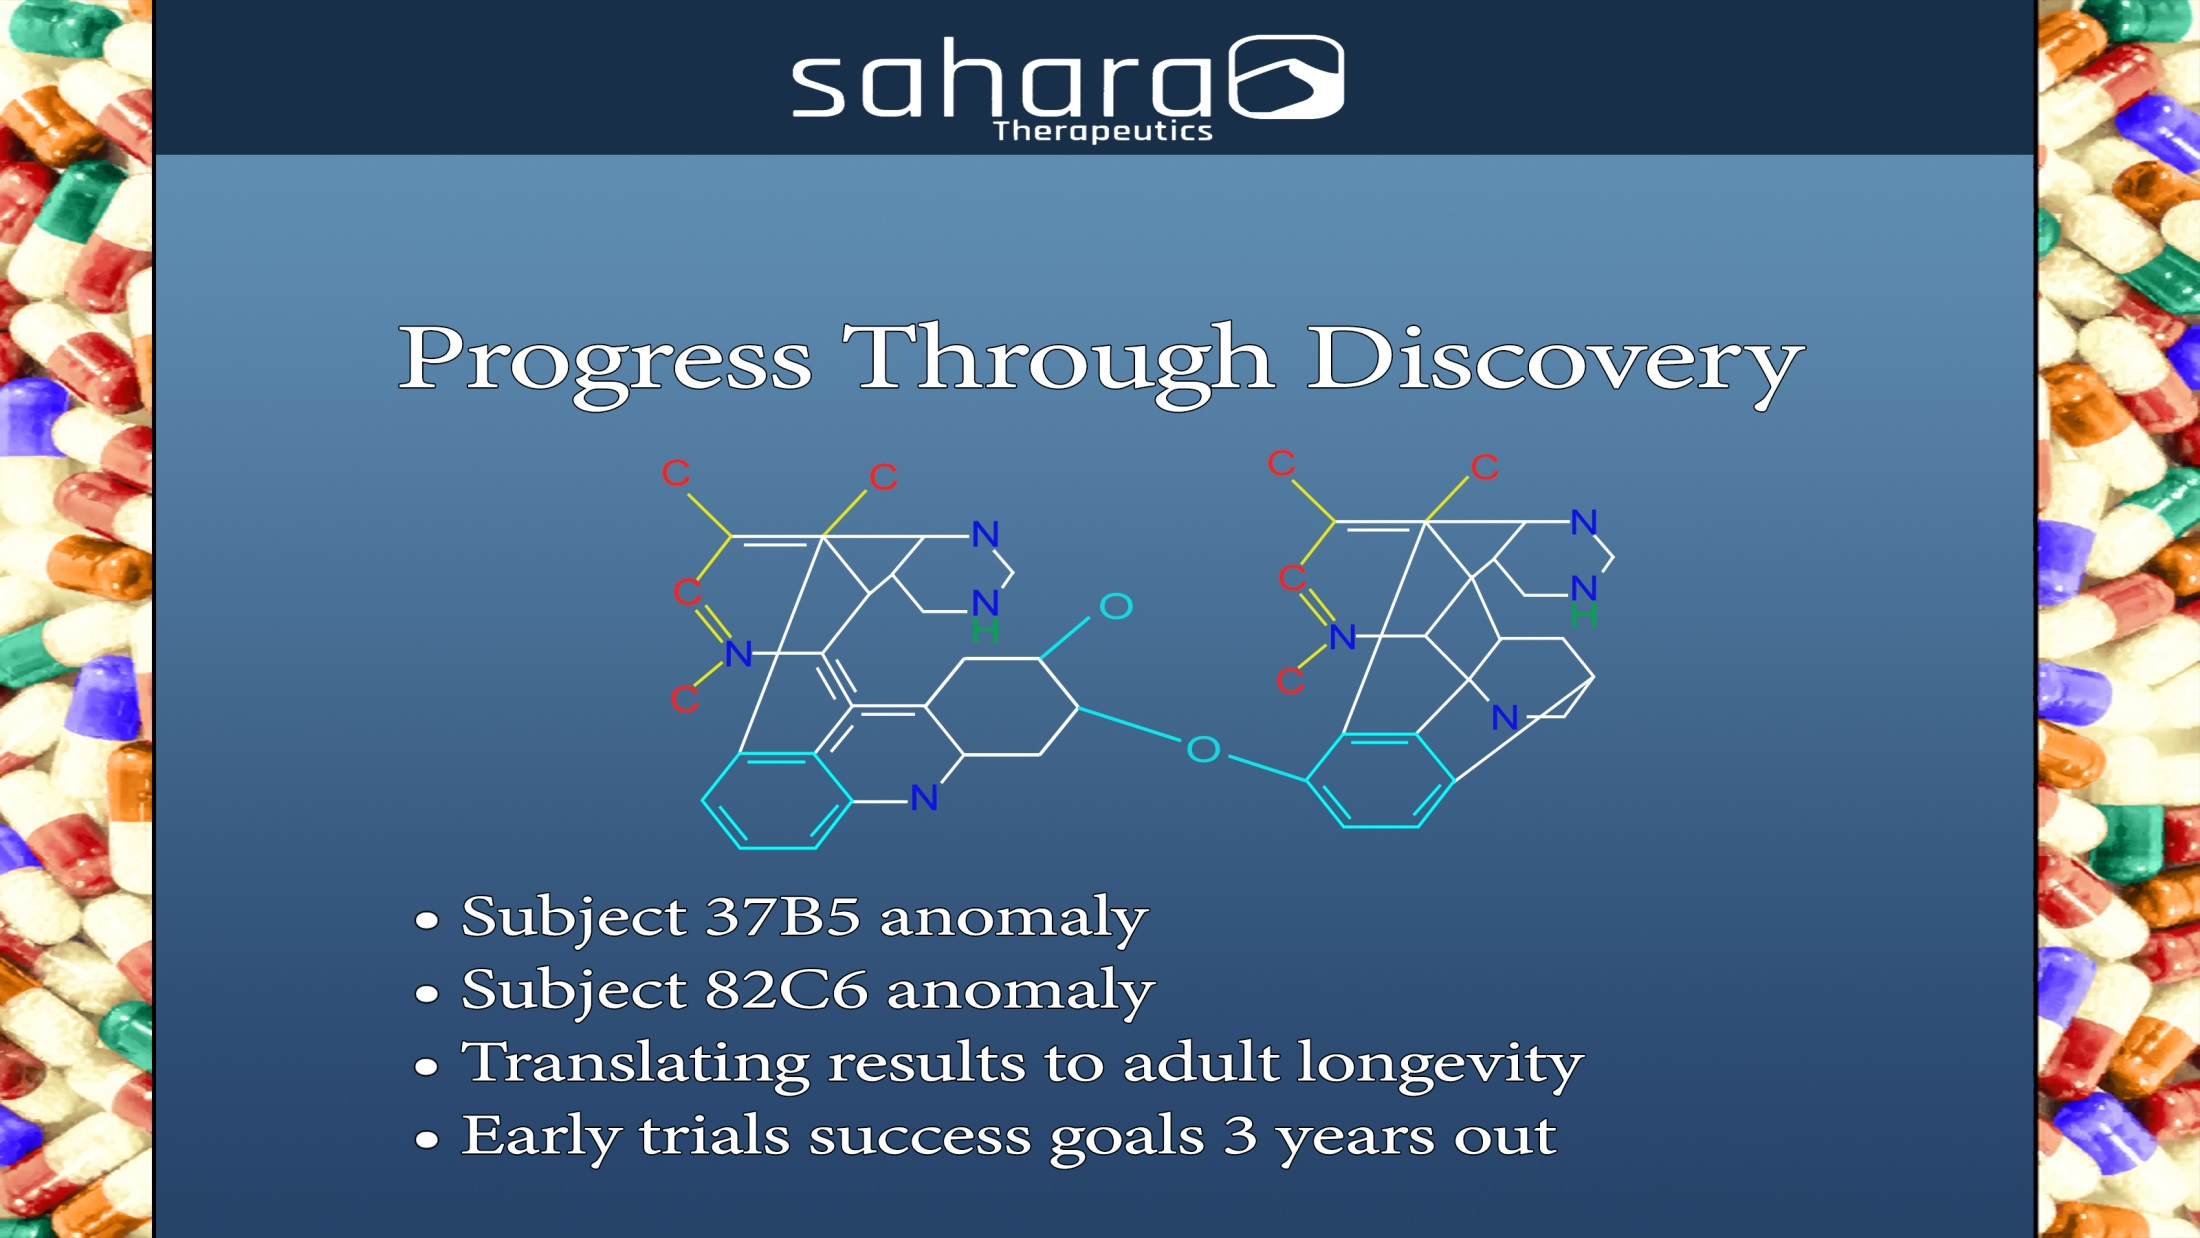 sahara
Therapeutics
Progress Through Discovery
C C C C
N C N
C O N
N H
N H
C N
C O N
N
• Subject 37B5 anomaly
• Subject 82C6 anomaly
• Translating results to adult longevity
• Early trials success goals 3 years out